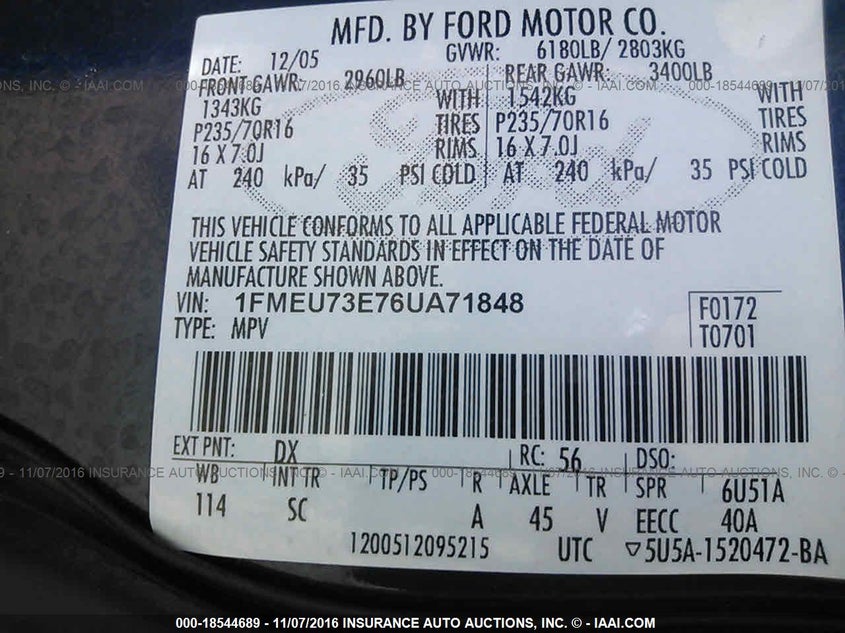 MFD. BY FORD MOTOR CO.
DATE: 12/05 GVWR: 6180LB/ 2803KG
FRONT GAWR: 2960LB REAR GAWR: 3400LB
1343KG WITH 1542KG WITH
P235/70R16 TIRES P235/70R16 TIRES
16 X 7.0J RIMS 16 X 7.0J RIMS
AT 240 kPa/ 35 PSI COLD AT 240 kPa/ 35 PSI COLD
THIS VEHICLE CONFORMS TO ALL APPLICABLE FEDERAL MOTOR
VEHICLE SAFETY STANDARDS IN EFFECT ON THE DATE OF
MANUFACTURE SHOWN ABOVE.
VIN: 1FMEU73E76UA71848 F0172
TYPE: MPV T0701
EXT PNT: DX RC: 56 DSO:
WB INT TR TP/PS R AXLE TR SPR 6U51A
114 SC A 45 V EECC 40A
1200512095215 UTC ▽5U5A-1520472-BA
000-18544689 - 11/07/2016 INSURANCE AUTO AUCTIONS, INC. - IAAI.COM